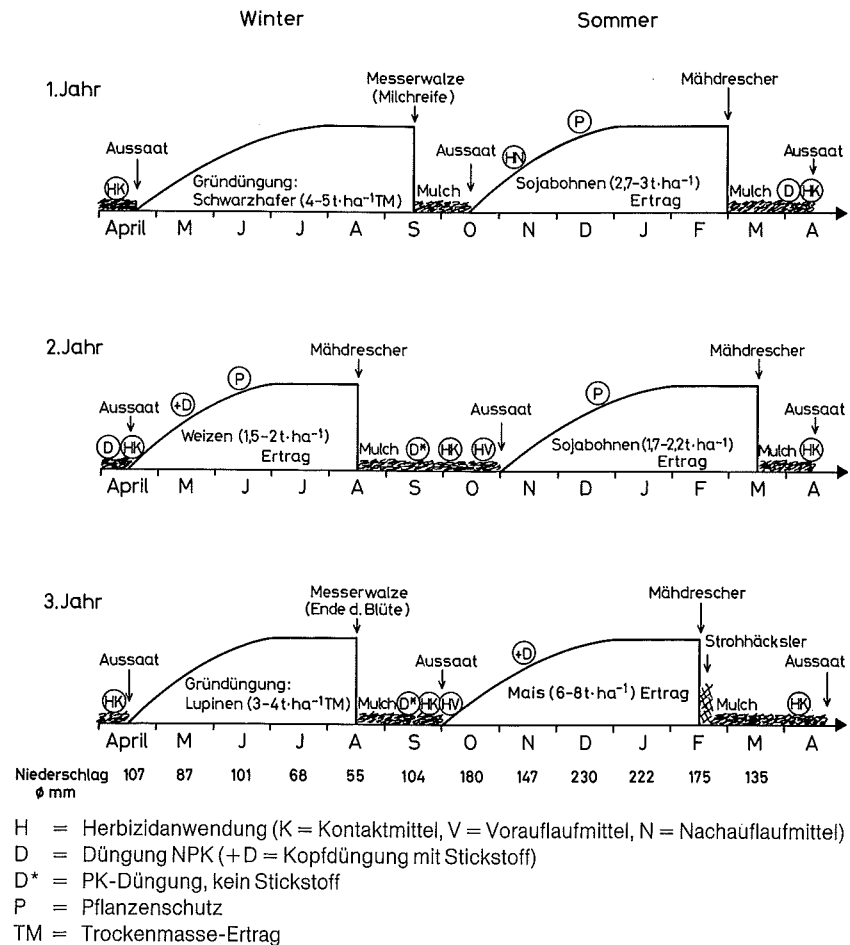 Winter Sommer
1. Jahr
Messerwalze
(Milchreife)
Mähdrescher
Aussaat Aussaat Aussaat
HK HN P D HK
Gründüngung:
Schwarzhafer (4–5 t·ha⁻¹ TM)
Mulch
Sojabohnen (2,7–3 t·ha⁻¹)
Ertrag
Mulch
April M J J A S O N D J F M A
2. Jahr
Mähdrescher Mähdrescher
Aussaat Aussaat Aussaat
D HK +D P D* HK HV P HK
Weizen (1,5–2 t·ha⁻¹)
Ertrag
Mulch
Sojabohnen (1,7–2,2 t·ha⁻¹)
Ertrag
Mulch
April M J J A S O N D J F M A
3. Jahr
Messerwalze
(Ende d. Blüte)
Mähdrescher
Strohhäcksler
Aussaat Aussaat Aussaat
HK D* HK HV +D HK
Gründüngung:
Lupinen (3–4 t·ha⁻¹ TM)
Mulch
Mais (6–8 t·ha⁻¹) Ertrag
Mulch
April M J J A S O N D J F M A
Niederschlag 107 87 101 68 55 104 180 147 230 222 175 135
ø mm
H = Herbizidanwendung (K = Kontaktmittel, V = Vorauflaufmittel, N = Nachauflaufmittel)
D = Düngung NPK (+D = Kopfdüngung mit Stickstoff)
D* = PK-Düngung, kein Stickstoff
P = Pflanzenschutz
TM = Trockenmasse-Ertrag